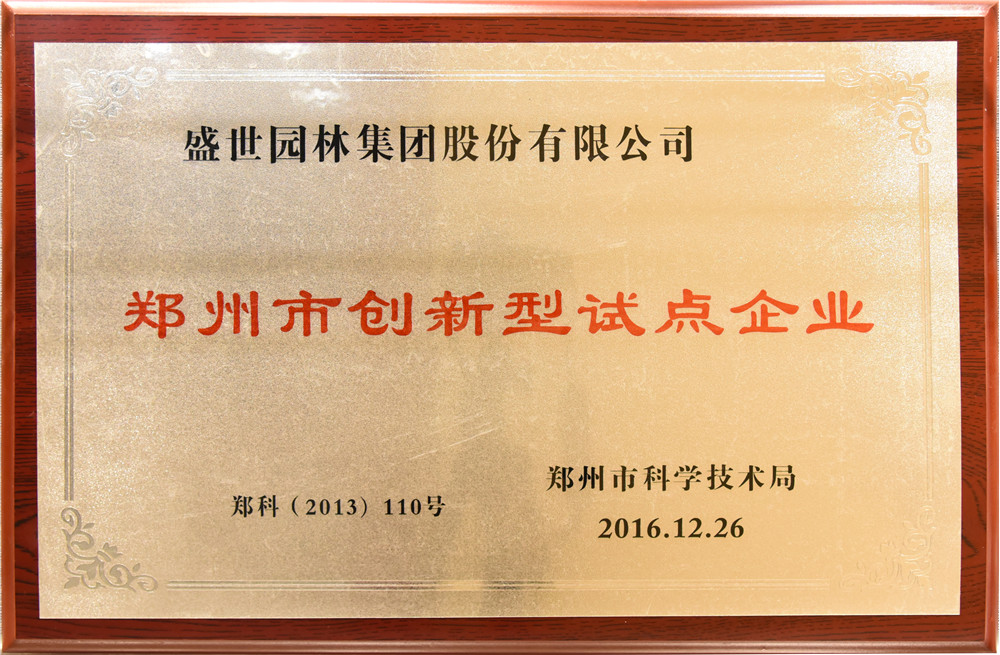 盛世园林集团股份有限公司
郑州市创新型试点企业
郑科（2013）110号
郑州市科学技术局
2016.12.26